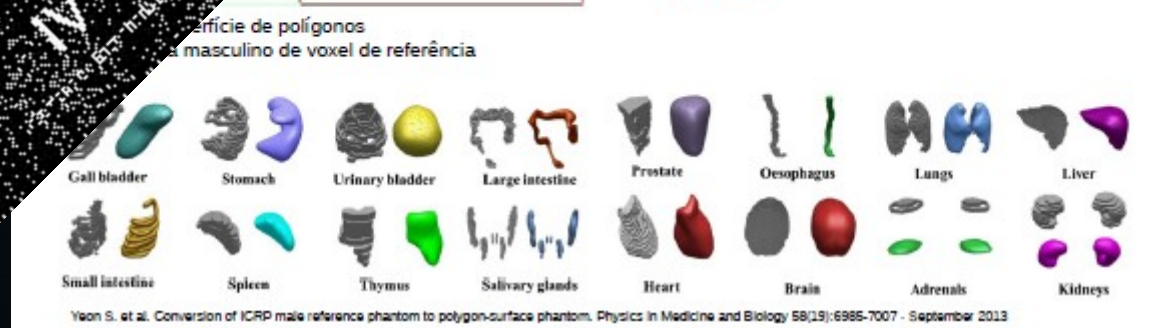 de polígonos
masculino de voxel de referência
Gall bladder Stomach Urinary bladder Large intestine Prostate Oesophagus Lungs Liver
Small intestine Spleen Thymus Salivary glands Heart Brain Adrenals Kidneys
Yeon S. et al. Conversion of ICRP male reference phantom to polygon-surface phantom. Physics in Medicine and Biology 58(19):6985-7007 - September 2013